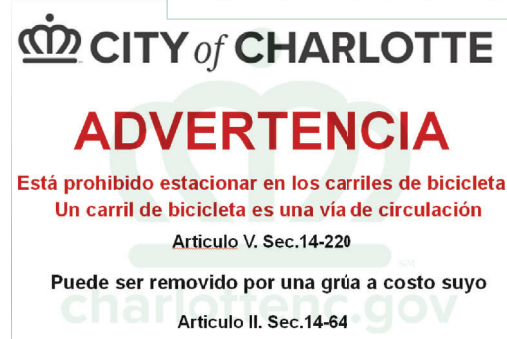 CITY of CHARLOTTE
ADVERTENCIA
Está prohibido estacionar en los carriles de bicicleta
Un carril de bicicleta es una vía de circulación
Articulo V. Sec.14-220
Puede ser removido por una grúa a costo suyo
Articulo II. Sec.14-64
charlottenc.gov